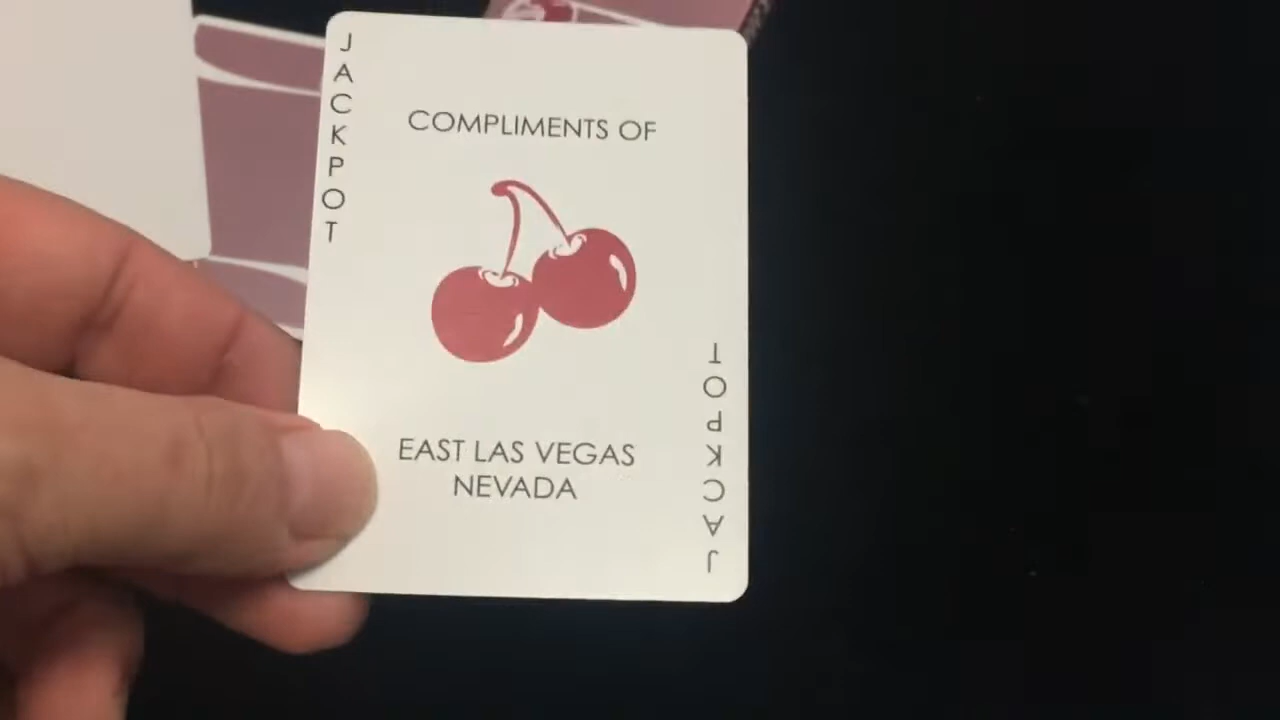 JACKPOT
COMPLIMENTS OF
EAST LAS VEGAS
NEVADA
JACKPOT